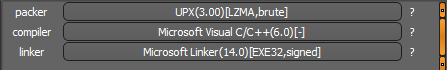 packer UPX(3.00)[LZMA,brute] ?
compiler Microsoft Visual C/C++(6.0)[-] ?
linker Microsoft Linker(14.0)[EXE32,signed] ?